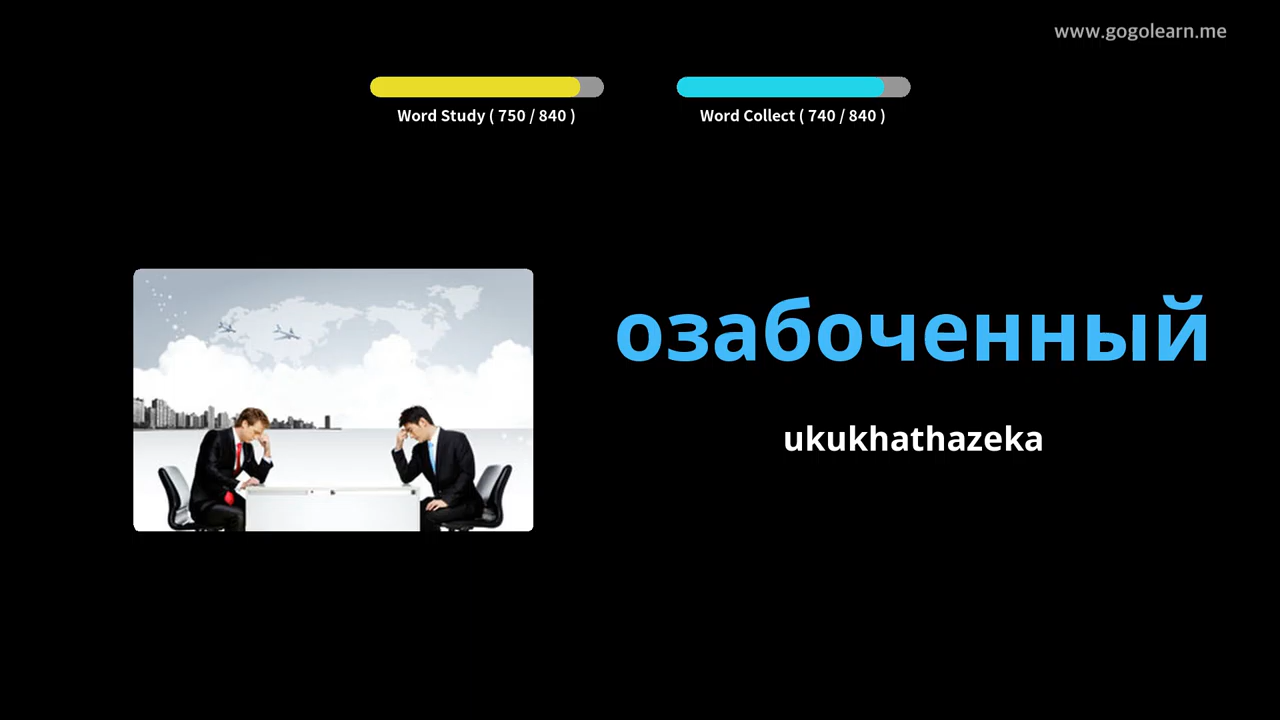 www.gogolearn.me
Word Study ( 750 / 840 )
Word Collect ( 740 / 840 )
озабоченный
ukukhathazeka